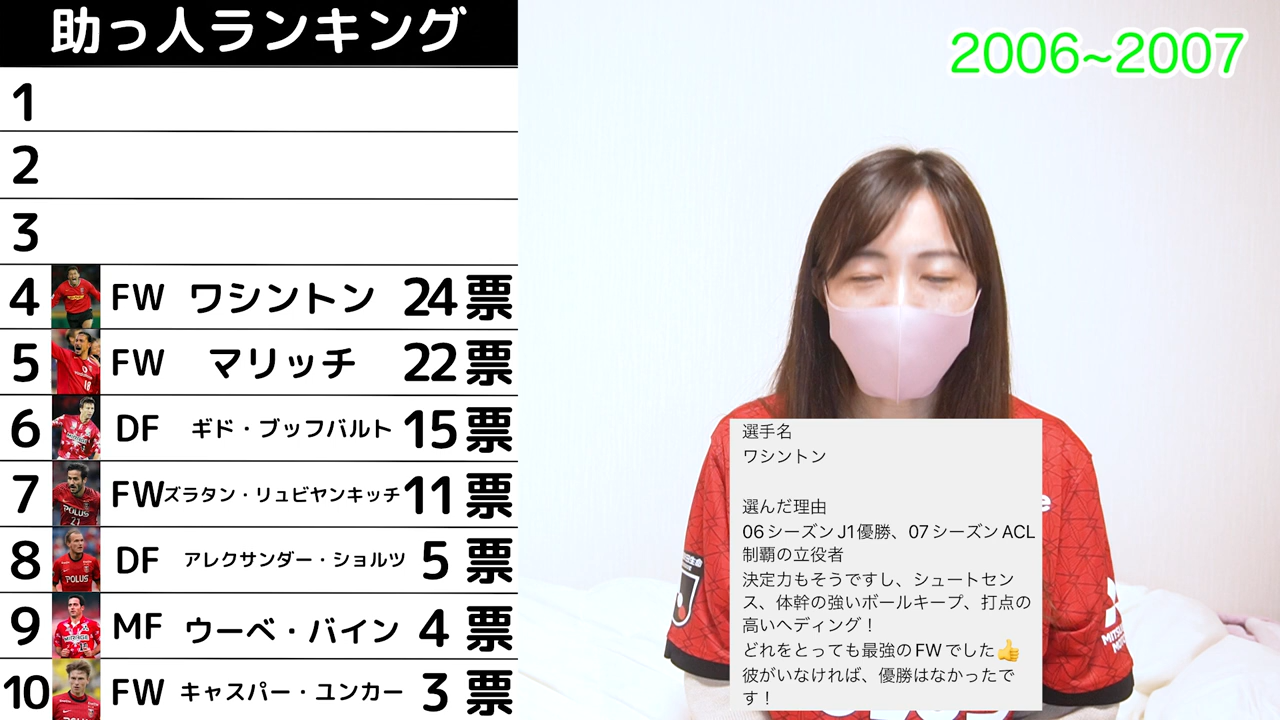 助っ人ランキング
2006~2007
1
2
3
4 FW ワシントン 24票
5 FW マリッチ 22票
6 DF ギド・ブッフバルト 15票
7 FW ズラタン・リュビヤンキッチ 11票
8 DF アレクサンダー・ショルツ 5票
9 MF ウーベ・バイン 4票
10 FW キャスパー・ユンカー 3票
選手名
ワシントン
選んだ理由
06シーズンJ1優勝、07シーズンACL
制覇の立役者
決定力もそうですし、シュートセン
ス、体幹の強いボールキープ、打点の
高いヘディング！
どれをとっても最強のFWでした👍
彼がいなければ、優勝はなかったで
す！
POLUS
POLUS